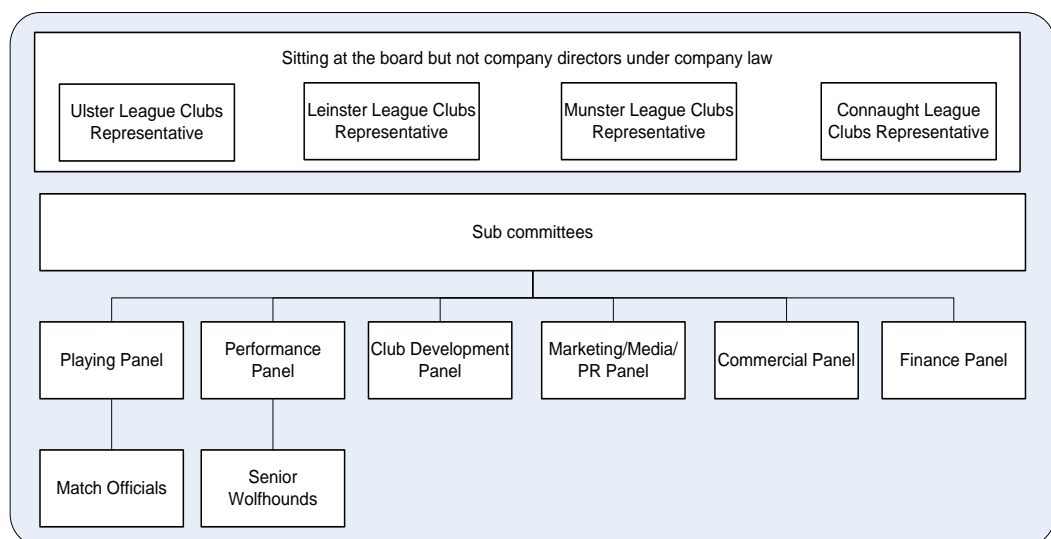 Sitting at the board but not company directors under company law
Ulster League Clubs
Representative
Leinster League Clubs
Representative
Munster League Clubs
Representative
Connaught League
Clubs Representative
Sub committees
Playing Panel
Performance
Panel
Club Development
Panel
Marketing/Media/
PR Panel
Commercial Panel
Finance Panel
Match Officials
Senior
Wolfhounds